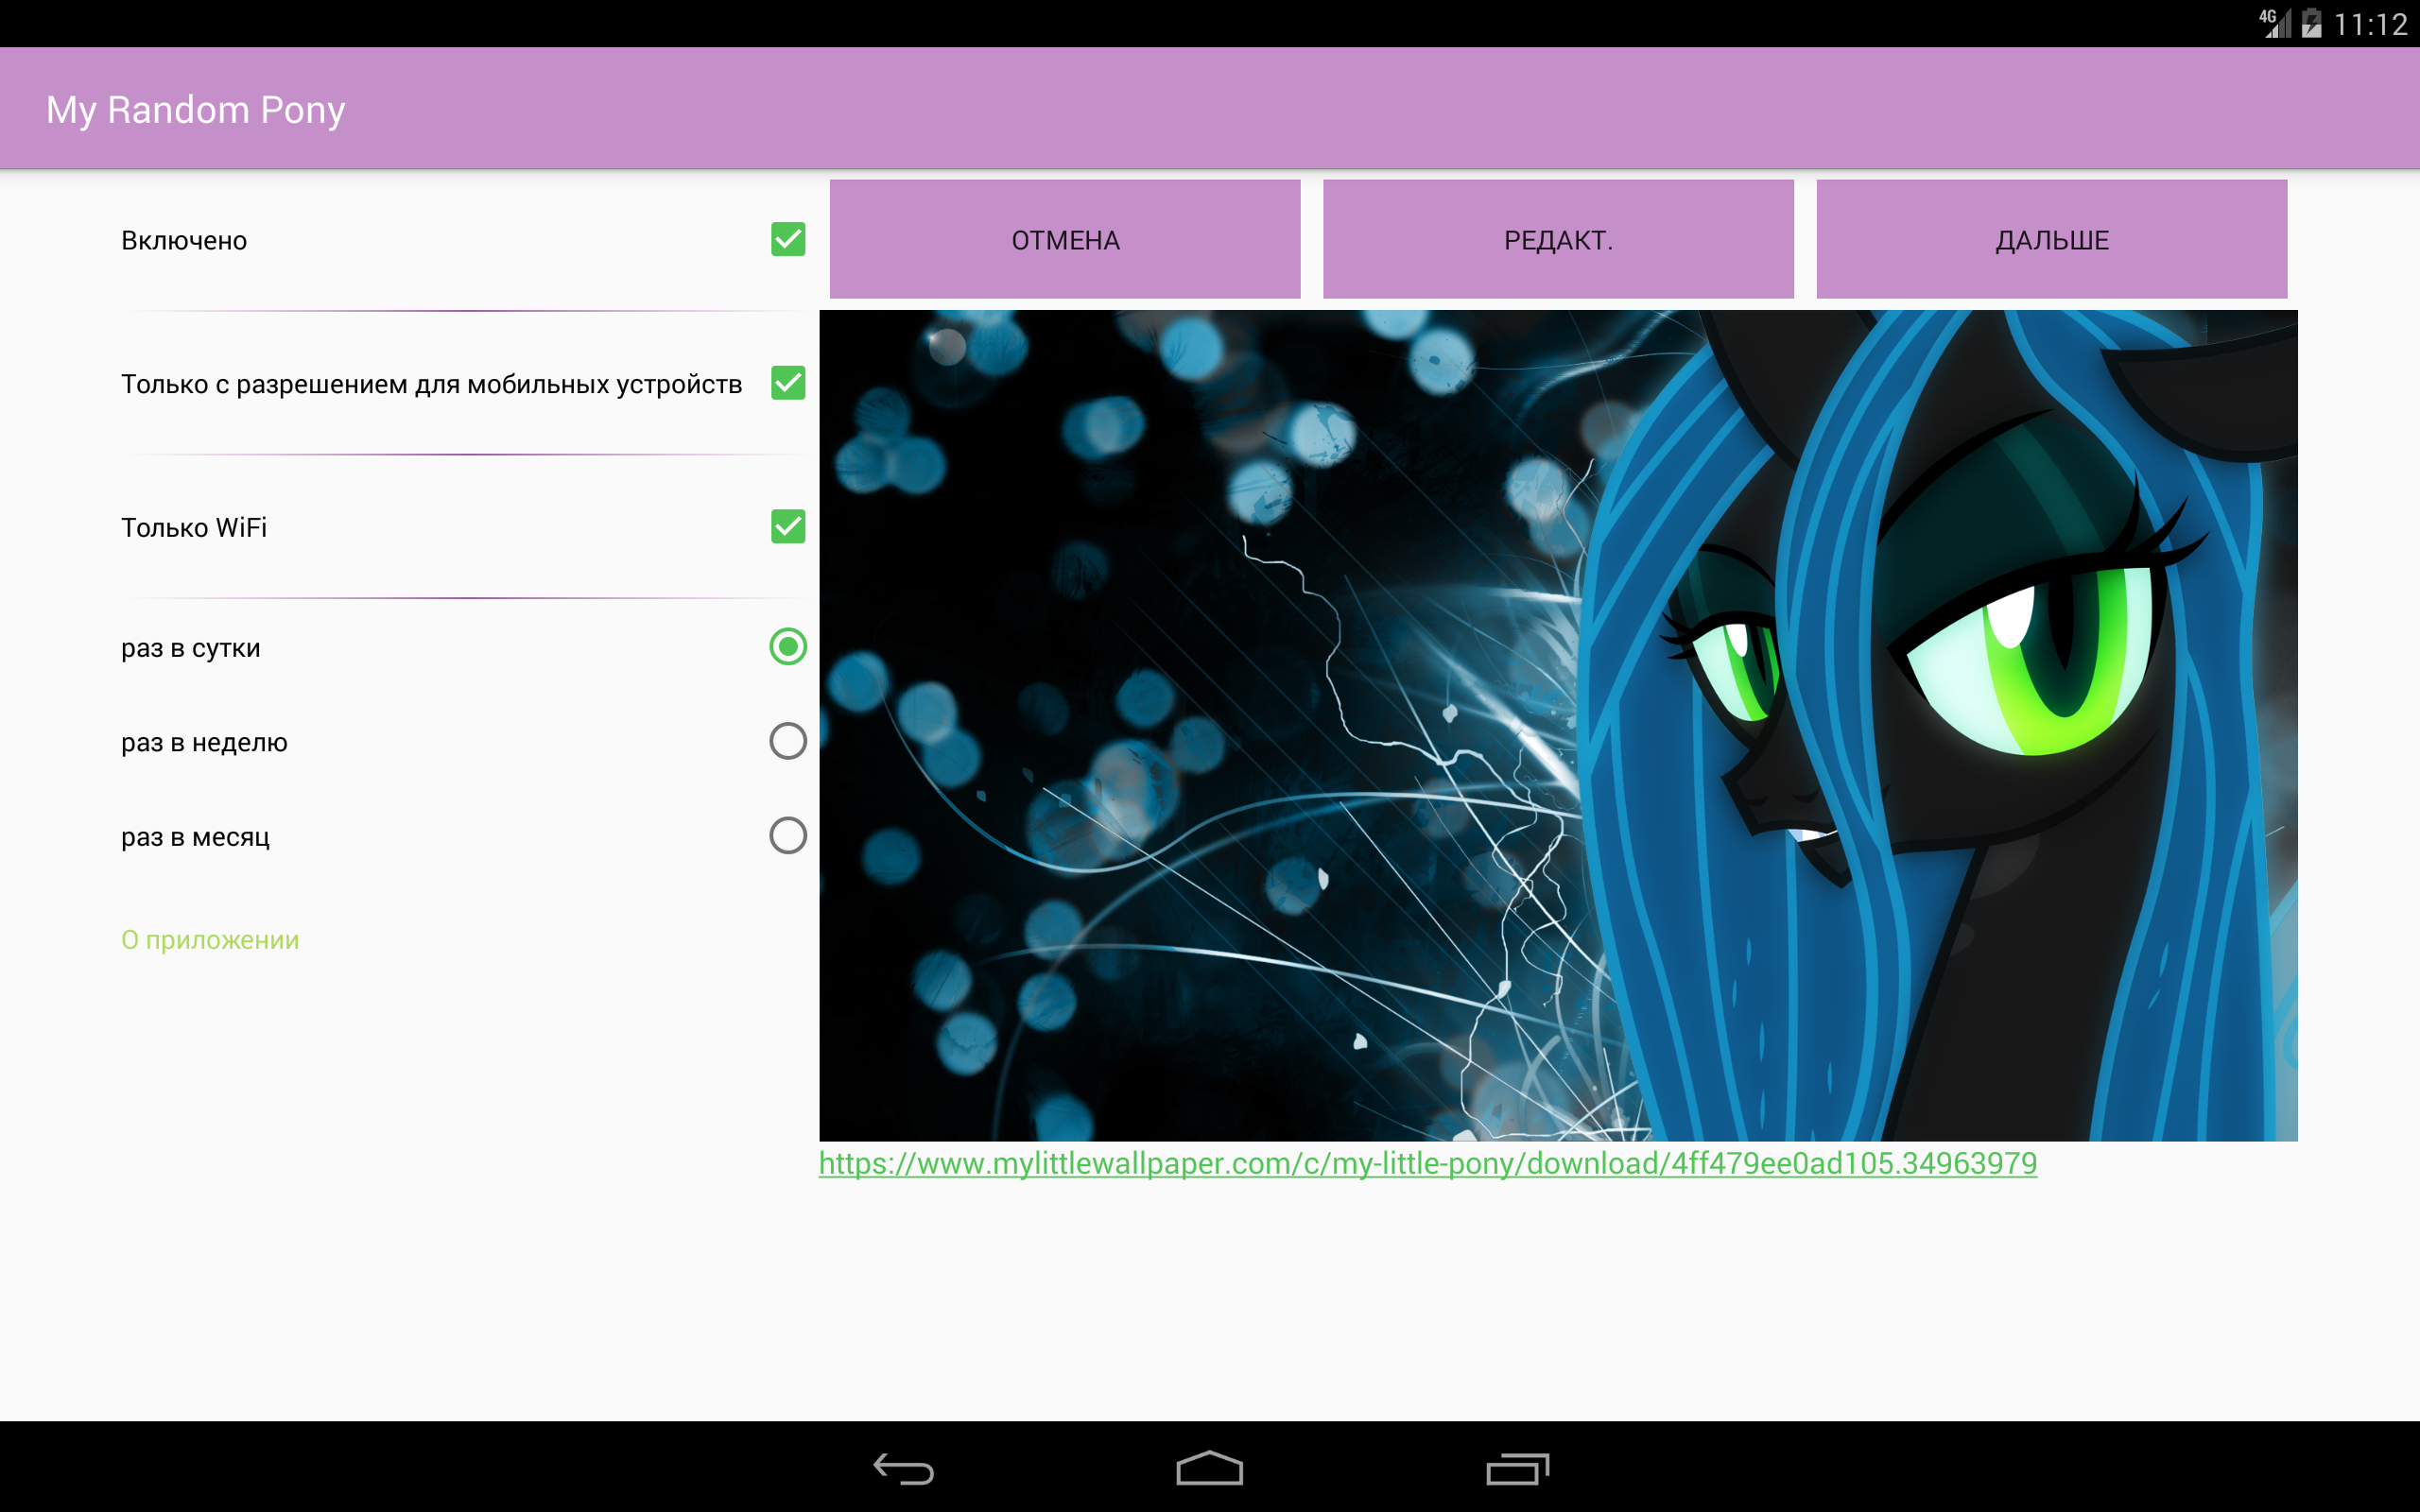 4G 11:12
My Random Pony
Включено
ОТМЕНА
РЕДАКТ.
ДАЛЬШЕ
Только с разрешением для мобильных устройств
Только WiFi
раз в сутки
раз в неделю
раз в месяц
О приложении
https://www.mylittlewallpaper.com/c/my-little-pony/download/4ff479ee0ad105.34963979